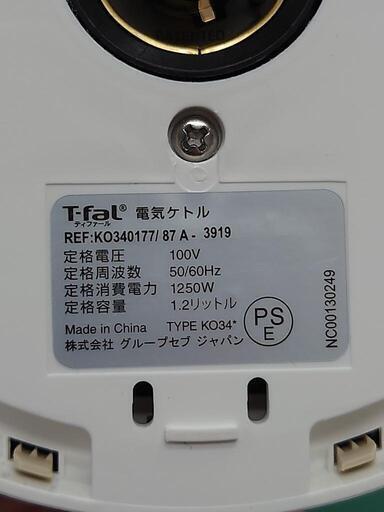 PATENTED
T-faL® 電気ケトル
ティファール
REF:KO340177/ 87 A - 3919
定格電圧 100V
定格周波数 50/60Hz
定格消費電力 1250W
定格容量 1.2リットル
Made in China TYPE KO34*
株式会社 グループセブ ジャパン
PS
E
NC00130249